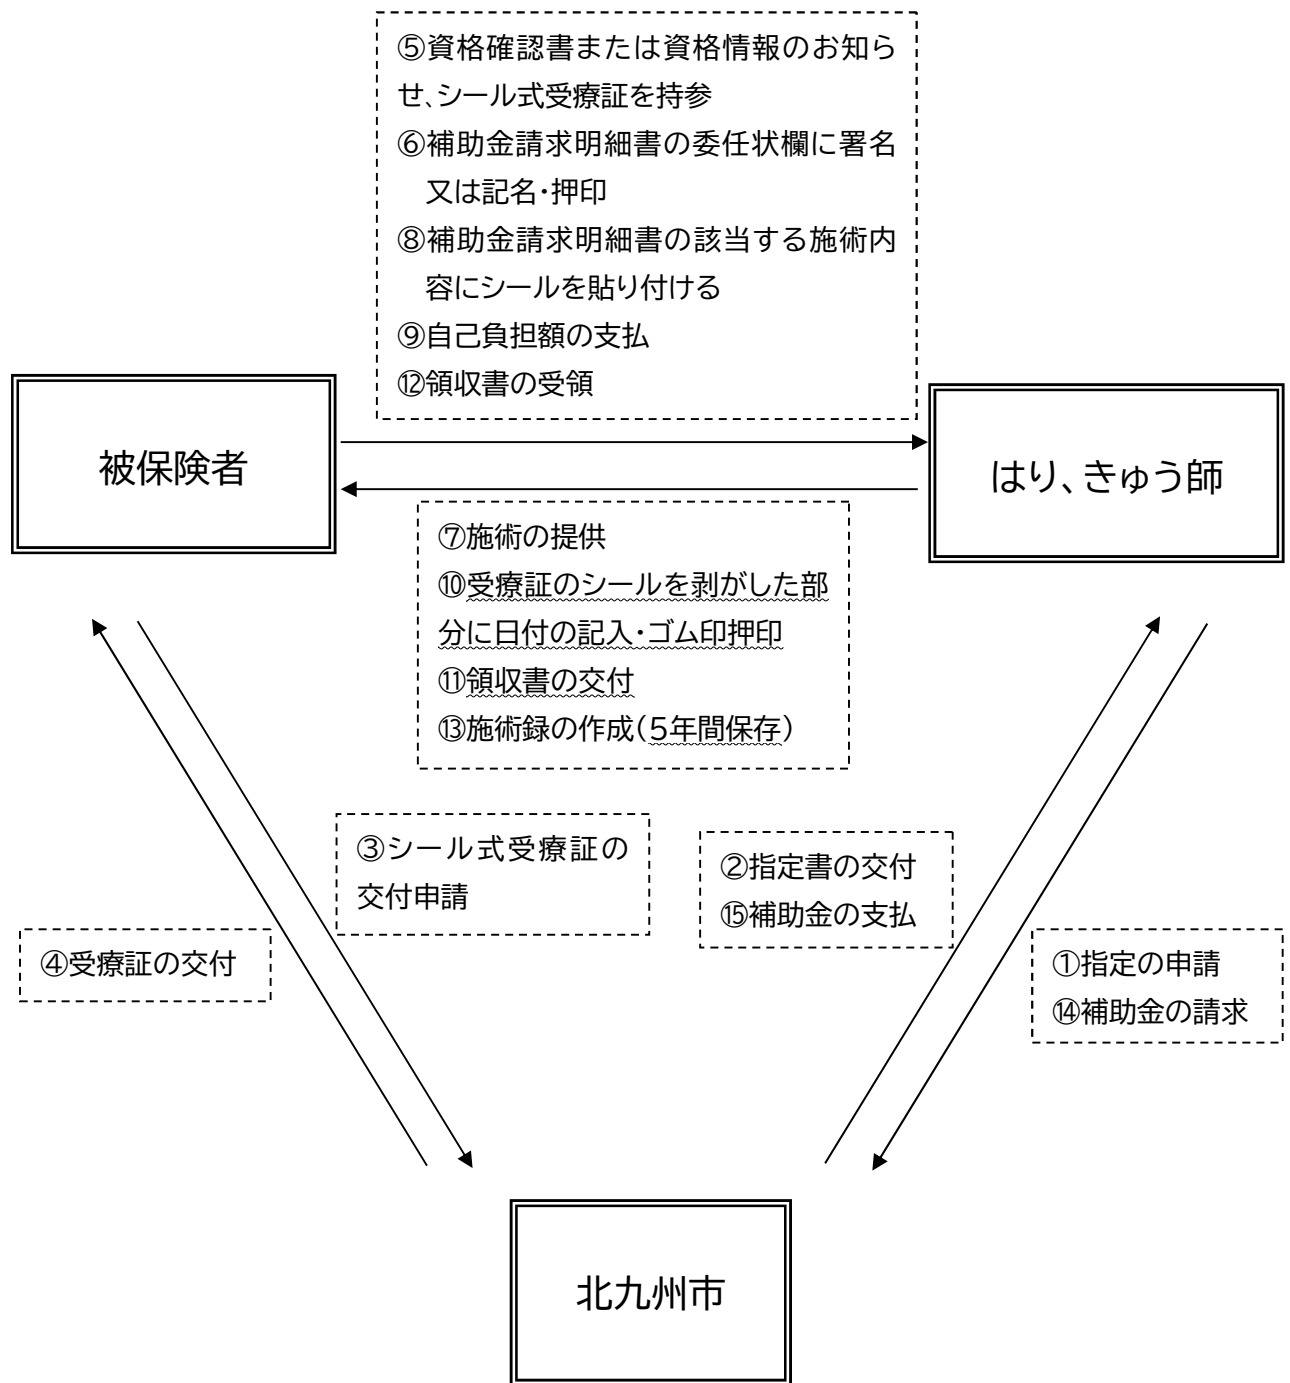 ⑤資格確認書または資格情報のお知ら
せ、シール式受療証を持参
⑥補助金請求明細書の委任状欄に署名
又は記名・押印
⑧補助金請求明細書の該当する施術内
容にシールを貼り付ける
⑨自己負担額の支払
⑫領収書の受領
被保険者
はり、きゅう師
⑦施術の提供
⑩受療証のシールを剥がした部
分に日付の記入・ゴム印押印
⑪領収書の交付
⑬施術録の作成(5年間保存)
③シール式受療証の
交付申請
②指定書の交付
⑮補助金の支払
④受療証の交付
①指定の申請
⑭補助金の請求
北九州市